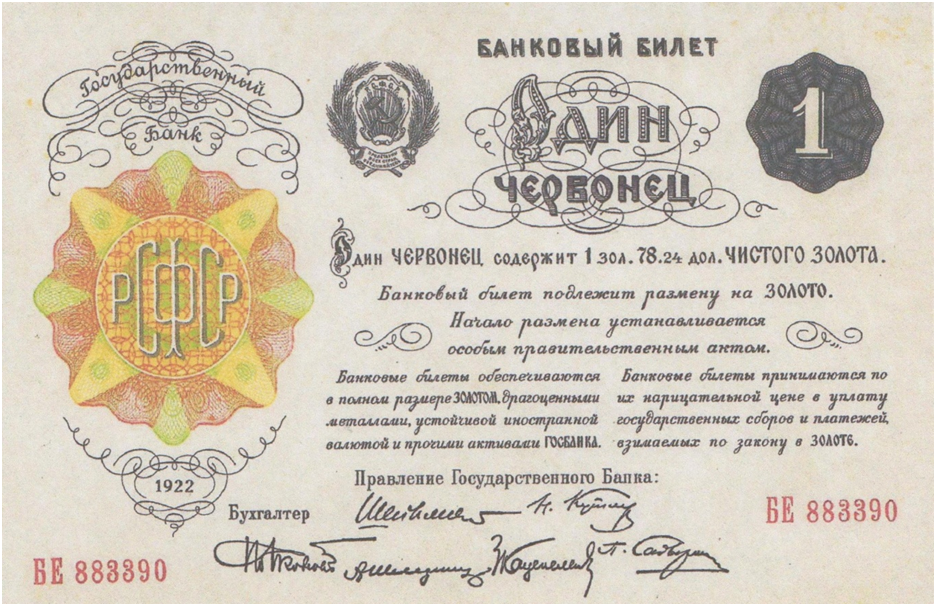 Государственный
Банк
БАНКОВЫЙ БИЛЕТ
Один
ЧЕРВОНЕЦ
1
РСФСР
РСФСР
Один ЧЕРВОНЕЦ содержит 1 зол. 78.24 дол. ЧИСТОГО ЗОЛОТА.
Банковый билет подлежит размену на ЗОЛОТО.
Начало размена устанавливается
особым правительственным актом.
Банковые билеты обеспечиваются
в полном размере ЗОЛОТОМ, драгоценными
металлами, устойчивой иностранной
валютой и прочими активами ГОСБАНКА.
Банковые билеты принимаются по
их нарицательной цене в уплату
государственных сборов и платежей,
взимаемых по закону в ЗОЛОТѣ.
1922
Правление Государственного Банка:
Бухгалтер
БЕ 883390
БЕ 883390